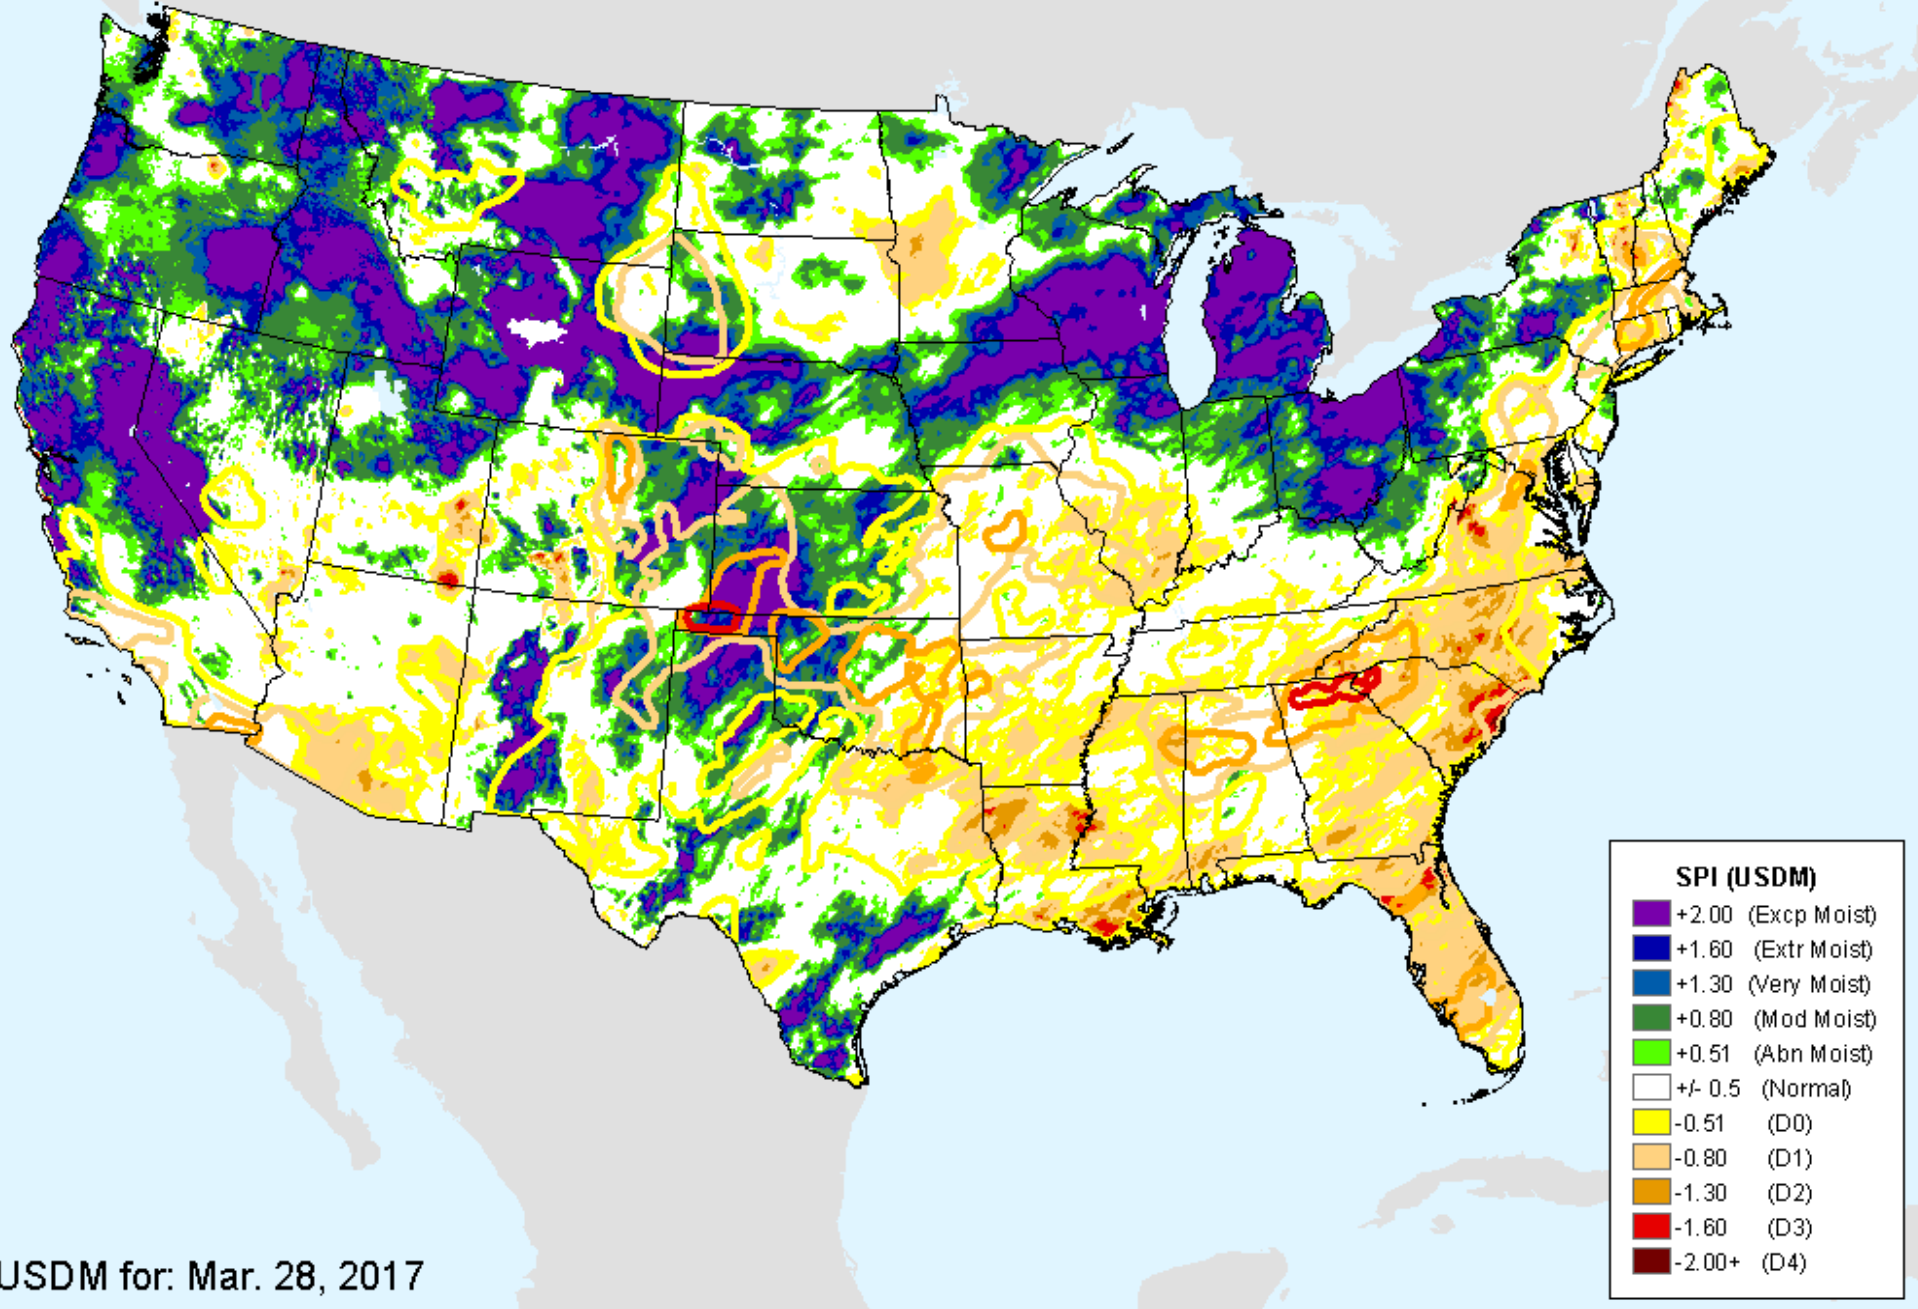 SPI (USDM)
+2.00 (Excp Moist)
+1.60 (Extr Moist)
+1.30 (Very Moist)
+0.80 (Mod Moist)
+0.51 (Abn Moist)
+/- 0.5 (Normal)
-0.51 (D0)
-0.80 (D1)
-1.30 (D2)
-1.60 (D3)
-2.00+ (D4)
USDM for: Mar. 28, 2017